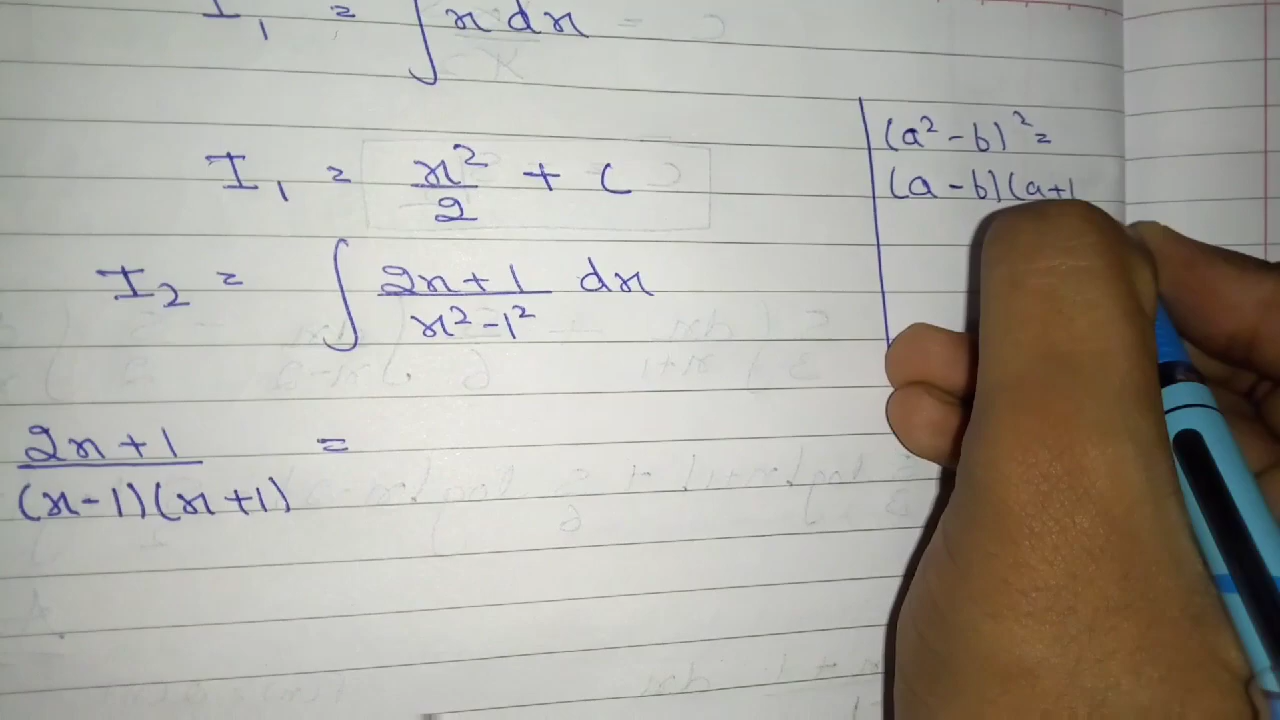 I₁ = ∫ x dx
I₁ = x²/2 + C
I₂ = ∫ 2x+1/x²-1² dx
2x+1/(x-1)(x+1) =
(a²-b)² =
(a-b)(a+